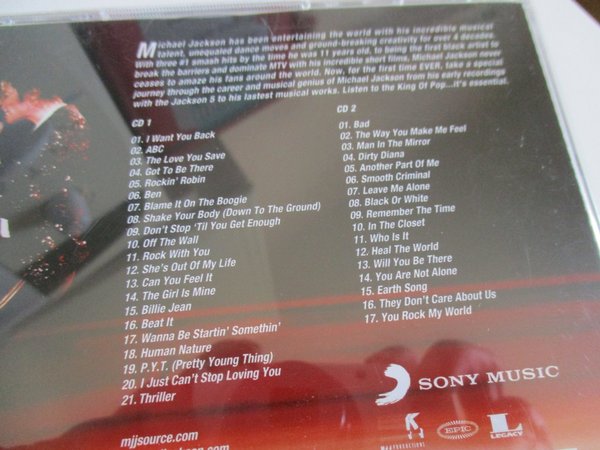 Michael Jackson has been entertaining the world with his incredible musical
talent, unequaled dance moves and ground-breaking creativity for over 4 decades.
With three #1 smash hits by the time he was 11 years old, to being the first black artist to
break the barriers and dominate MTV with his incredible short films, Michael Jackson never
ceases to amaze his fans around the world. Now, for the first time EVER, take a special
journey through the career and musical genius of Michael Jackson from his early recordings
with the Jackson 5 to his lastest musical works. Listen to the King Of Pop...it's essential.
CD 1
01. I Want You Back
02. ABC
03. The Love You Save
04. Got To Be There
05. Rockin' Robin
06. Ben
07. Blame It On The Boogie
08. Shake Your Body (Down To The Ground)
09. Don't Stop 'Til You Get Enough
10. Off The Wall
11. Rock With You
12. She's Out Of My Life
13. Can You Feel It
14. The Girl Is Mine
15. Billie Jean
16. Beat It
17. Wanna Be Startin' Somethin'
18. Human Nature
19. P.Y.T. (Pretty Young Thing)
20. I Just Can't Stop Loving You
21. Thriller
CD 2
01. Bad
02. The Way You Make Me Feel
03. Man In The Mirror
04. Dirty Diana
05. Another Part Of Me
06. Smooth Criminal
07. Leave Me Alone
08. Black Or White
09. Remember The Time
10. In The Closet
11. Who Is It
12. Heal The World
13. Will You Be There
14. You Are Not Alone
15. Earth Song
16. They Don't Care About Us
17. You Rock My World
SONY MUSIC
mjjsource.com
MJJ PRODUCTIONS
EPIC
L
LEGACY